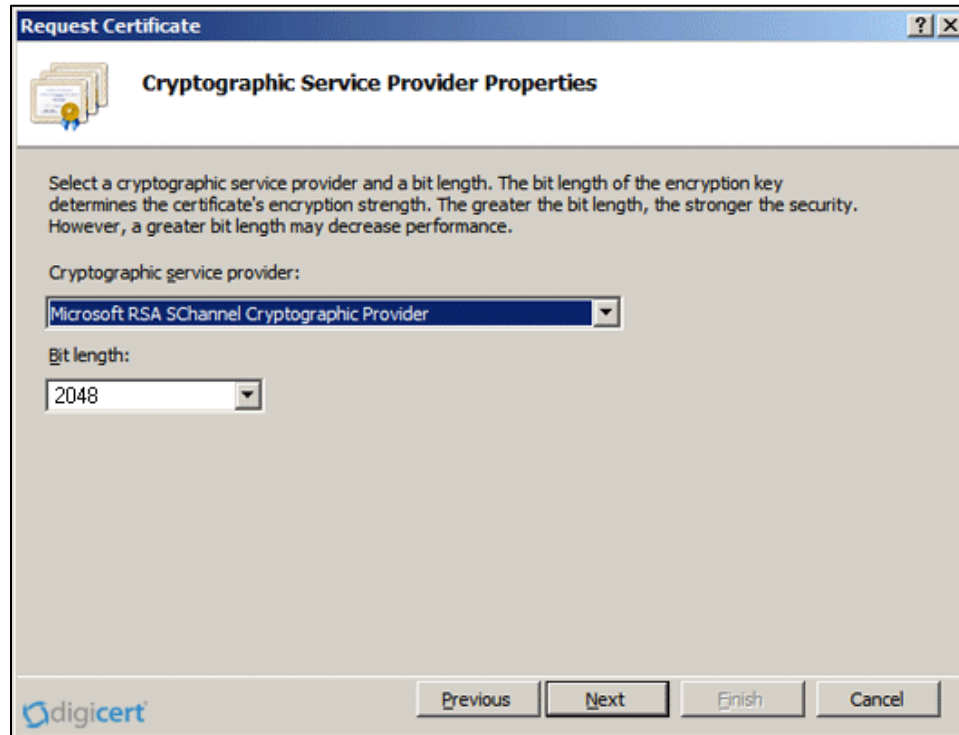 Request Certificate
Cryptographic Service Provider Properties
Select a cryptographic service provider and a bit length. The bit length of the encryption key
determines the certificate's encryption strength. The greater the bit length, the stronger the security.
However, a greater bit length may decrease performance.
Cryptographic service provider:
Microsoft RSA SChannel Cryptographic Provider
Bit length:
2048
Previous Next Finish Cancel
digicert